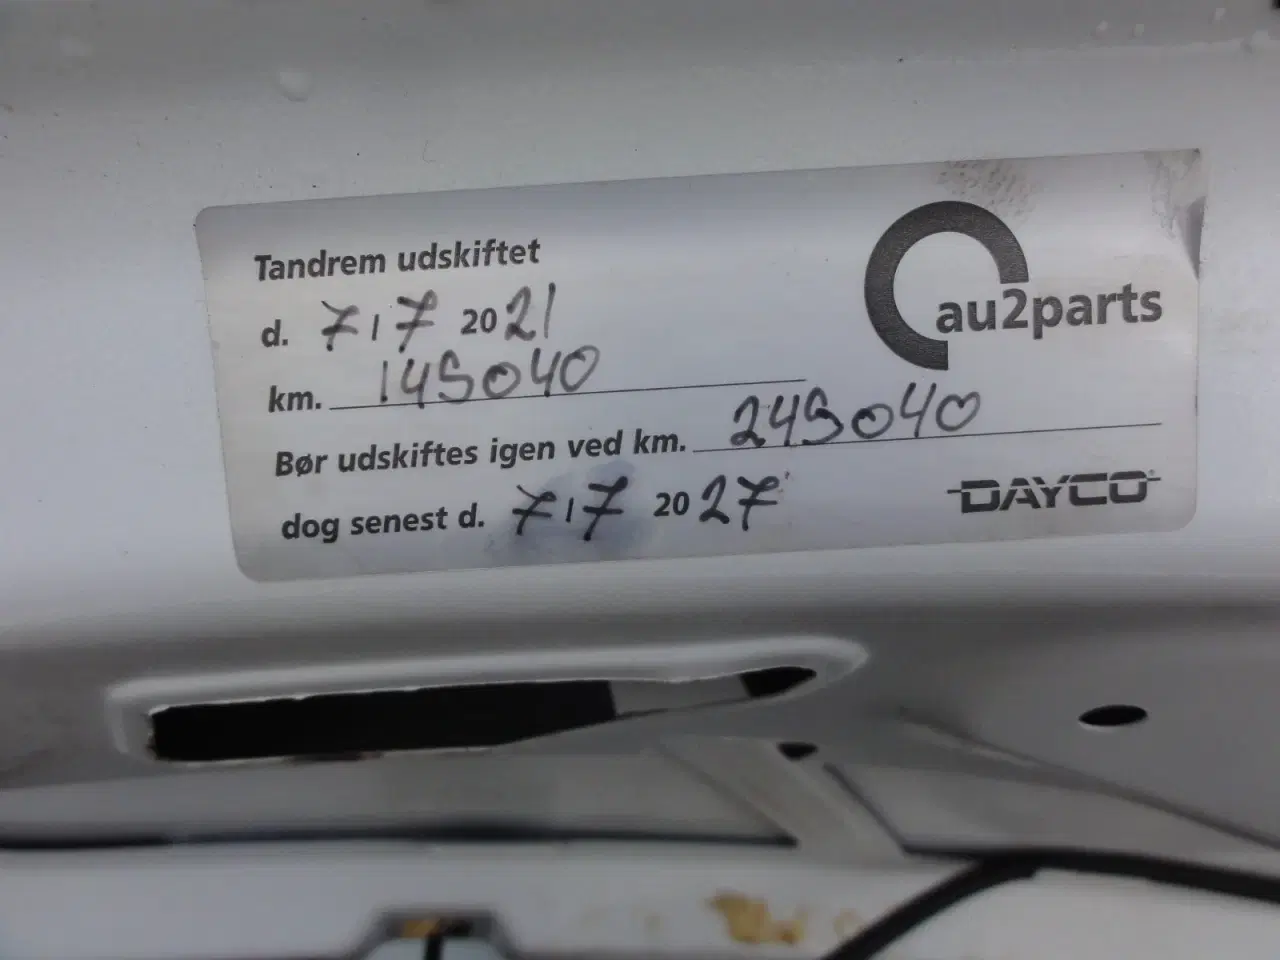 Tandrem udskiftet
d. 7/7 2021
km. 145040
au2parts
Bør udskiftes igen ved km. 245040
dog senest d. 7/7 2027
DAYCO